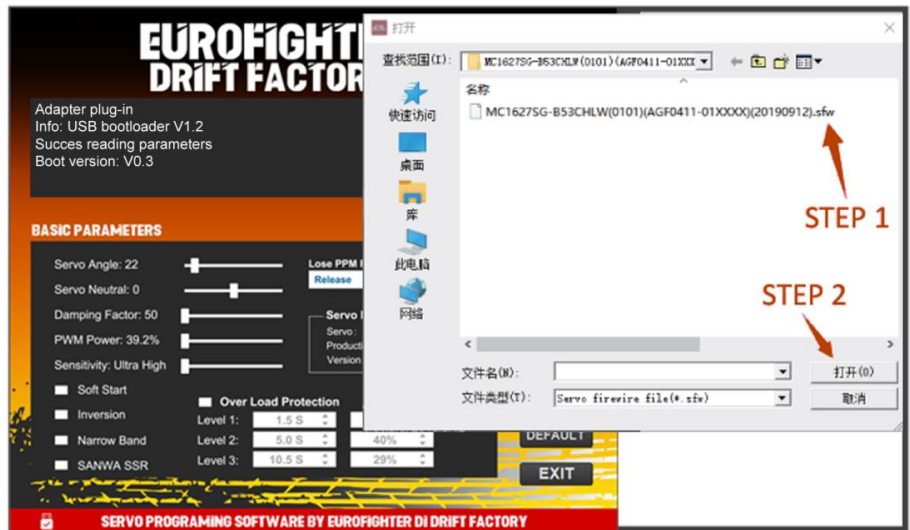 EUROFIGHT
DRIFT FACTOR
Adapter plug-in
Info: USB bootloader V1.2
Succes reading parameters
Boot version: V0.3
BASIC PARAMETERS
Servo Angle: 22
Servo Neutral: 0
Damping Factor: 50
PWM Power: 39.2%
Sensitivity: Ultra High
Soft Start
Inversion
Narrow Band
SANWA SSR
Lose PPM
Release
Servo
Servo:
Producti
Version
Over Load Protection
Level 1: 1.5 S
Level 2: 5.0 S 40%
Level 3: 10.5 S 29%
DEFAULT
EXIT
SERVO PROGRAMING SOFTWARE BY EUROFIGHTER DI DRIFT FACTORY
打开
查找范围(I): MC1627SG-B53CHLW(0101)(AGF0411-01XXX
名称
MC1627SG-B53CHLW(0101)(AGF0411-01XXXX)(20190912).sfw
快速访问
桌面
库
此电脑
网络
STEP 1
STEP 2
文件名(N): 打开(O)
文件类型(T): Servo firewire file(*.sfw) 取消